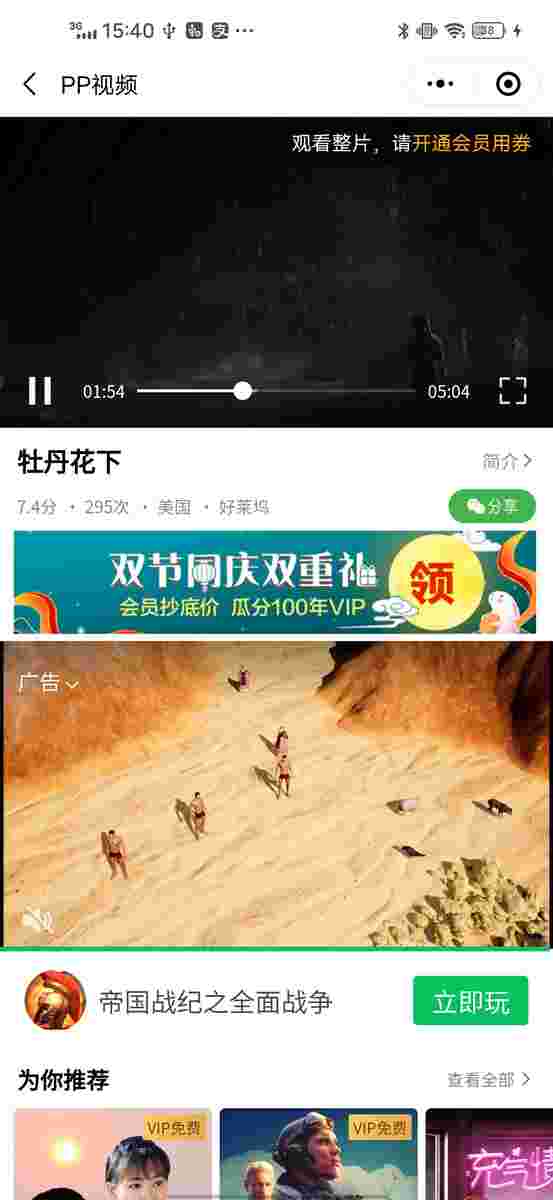 3G 15:40 ···
58
PP视频
观看整片，请开通会员用券
01:54 05:04
牡丹花下 简介
7.4分 · 295次 · 美国 · 好莱坞 分享
双节同庆双重礼
会员抄底价 瓜分100年VIP
领
广告
帝国战纪之全面战争 立即玩
为你推荐 查看全部
VIP免费 VIP免费
充气情